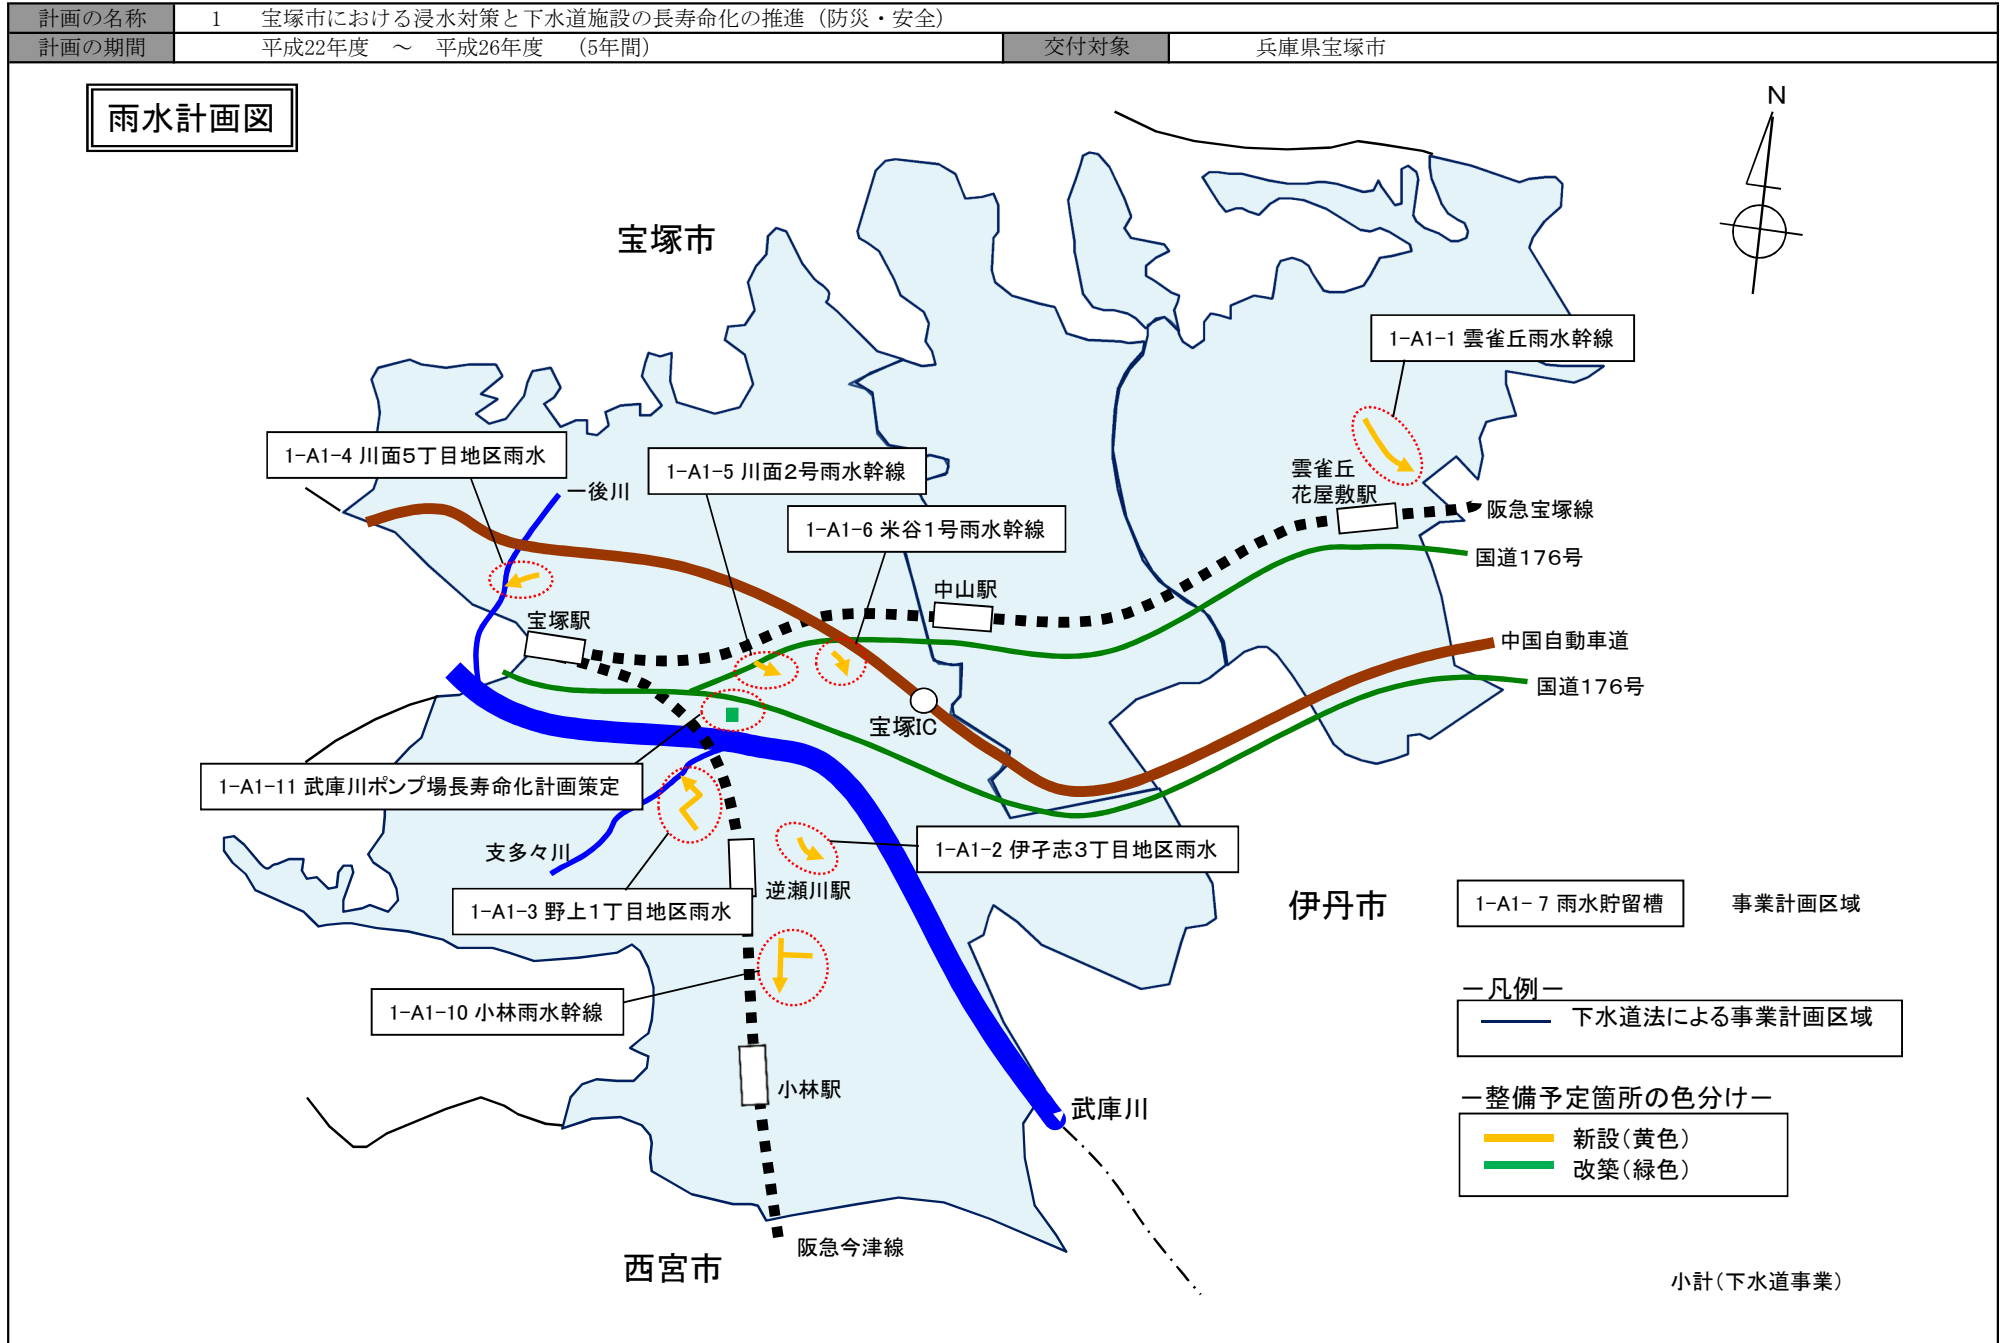 計画の名称 1 宝塚市における浸水対策と下水道施設の長寿命化の推進（防災・安全）
計画の期間 平成22年度 ～ 平成26年度 （5年間） 交付対象 兵庫県宝塚市
雨水計画図
N
宝塚市
1-A1-1 雲雀丘雨水幹線
1-A1-4 川面5丁目地区雨水
1-A1-5 川面2号雨水幹線
一後川
雲雀丘
花屋敷駅
阪急宝塚線
1-A1-6 米谷1号雨水幹線
国道176号
中山駅
宝塚駅
中国自動車道
国道176号
宝塚IC
1-A1-11 武庫川ポンプ場長寿命化計画策定
支多々川
1-A1-2 伊孑志3丁目地区雨水
逆瀬川駅
1-A1-3 野上1丁目地区雨水
伊丹市
1-A1-7 雨水貯留槽 事業計画区域
1-A1-10 小林雨水幹線
－凡例－
下水道法による事業計画区域
小林駅
武庫川
－整備予定箇所の色分け－
新設(黄色)
改築(緑色)
阪急今津線
西宮市
小計(下水道事業)